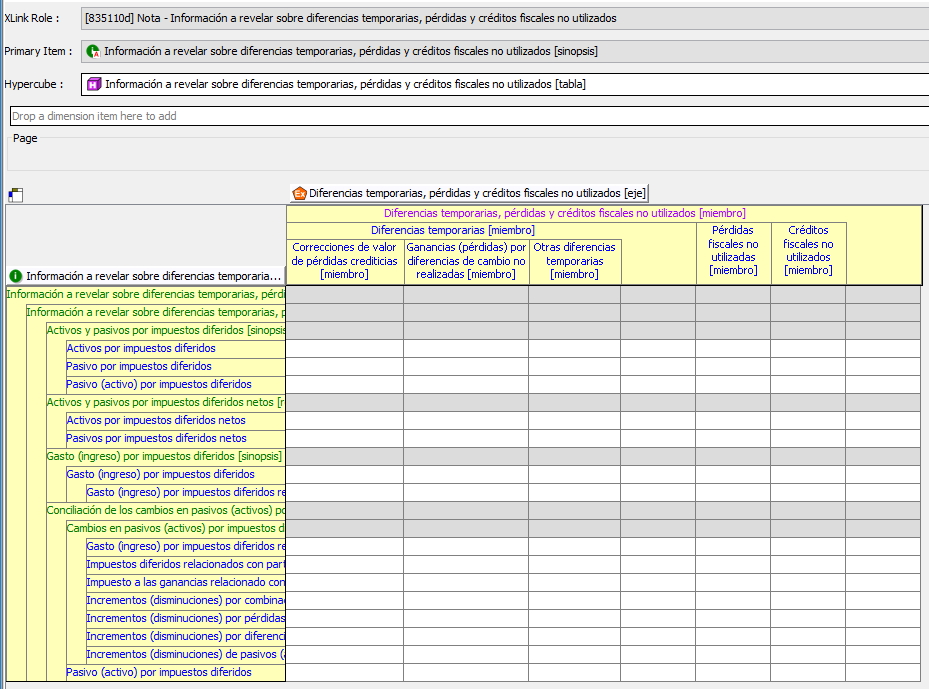 XLink Role :
[835110d] Nota - Información a revelar sobre diferencias temporarias, pérdidas y créditos fiscales no utilizados
Primary Item :
Información a revelar sobre diferencias temporarias, pérdidas y créditos fiscales no utilizados [sinopsis]
Hypercube :
H
Información a revelar sobre diferencias temporarias, pérdidas y créditos fiscales no utilizados [tabla]
Drop a dimension item here to add
Page
Ex
Diferencias temporarias, pérdidas y créditos fiscales no utilizados [eje]
Diferencias temporarias, pérdidas y créditos fiscales no utilizados [miembro]
Diferencias temporarias [miembro]
Correcciones de valor
de pérdidas crediticias
[miembro]
Ganancias (pérdidas) por
diferencias de cambio no
realizadas [miembro]
Otras diferencias
temporarias
[miembro]
Pérdidas
fiscales no
utilizadas
[miembro]
Créditos
fiscales no
utilizados
[miembro]
Información a revelar sobre diferencias temporaria...
Información a revelar sobre diferencias temporarias, pérdi
Información a revelar sobre diferencias temporarias, p
Activos y pasivos por impuestos diferidos [sinopsis
Activos por impuestos diferidos
Pasivo por impuestos diferidos
Pasivo (activo) por impuestos diferidos
Activos y pasivos por impuestos diferidos netos [r
Activos por impuestos diferidos netos
Pasivos por impuestos diferidos netos
Gasto (ingreso) por impuestos diferidos [sinopsis]
Gasto (ingreso) por impuestos diferidos
Gasto (ingreso) por impuestos diferidos re
Conciliación de los cambios en pasivos (activos) po
Cambios en pasivos (activos) por impuestos d
Gasto (ingreso) por impuestos diferidos re
Impuestos diferidos relacionados con part
Impuesto a las ganancias relacionado con
Incrementos (disminuciones) por combina
Incrementos (disminuciones) por pérdidas
Incrementos (disminuciones) por diferenci
Incrementos (disminuciones) de pasivos (
Pasivo (activo) por impuestos diferidos